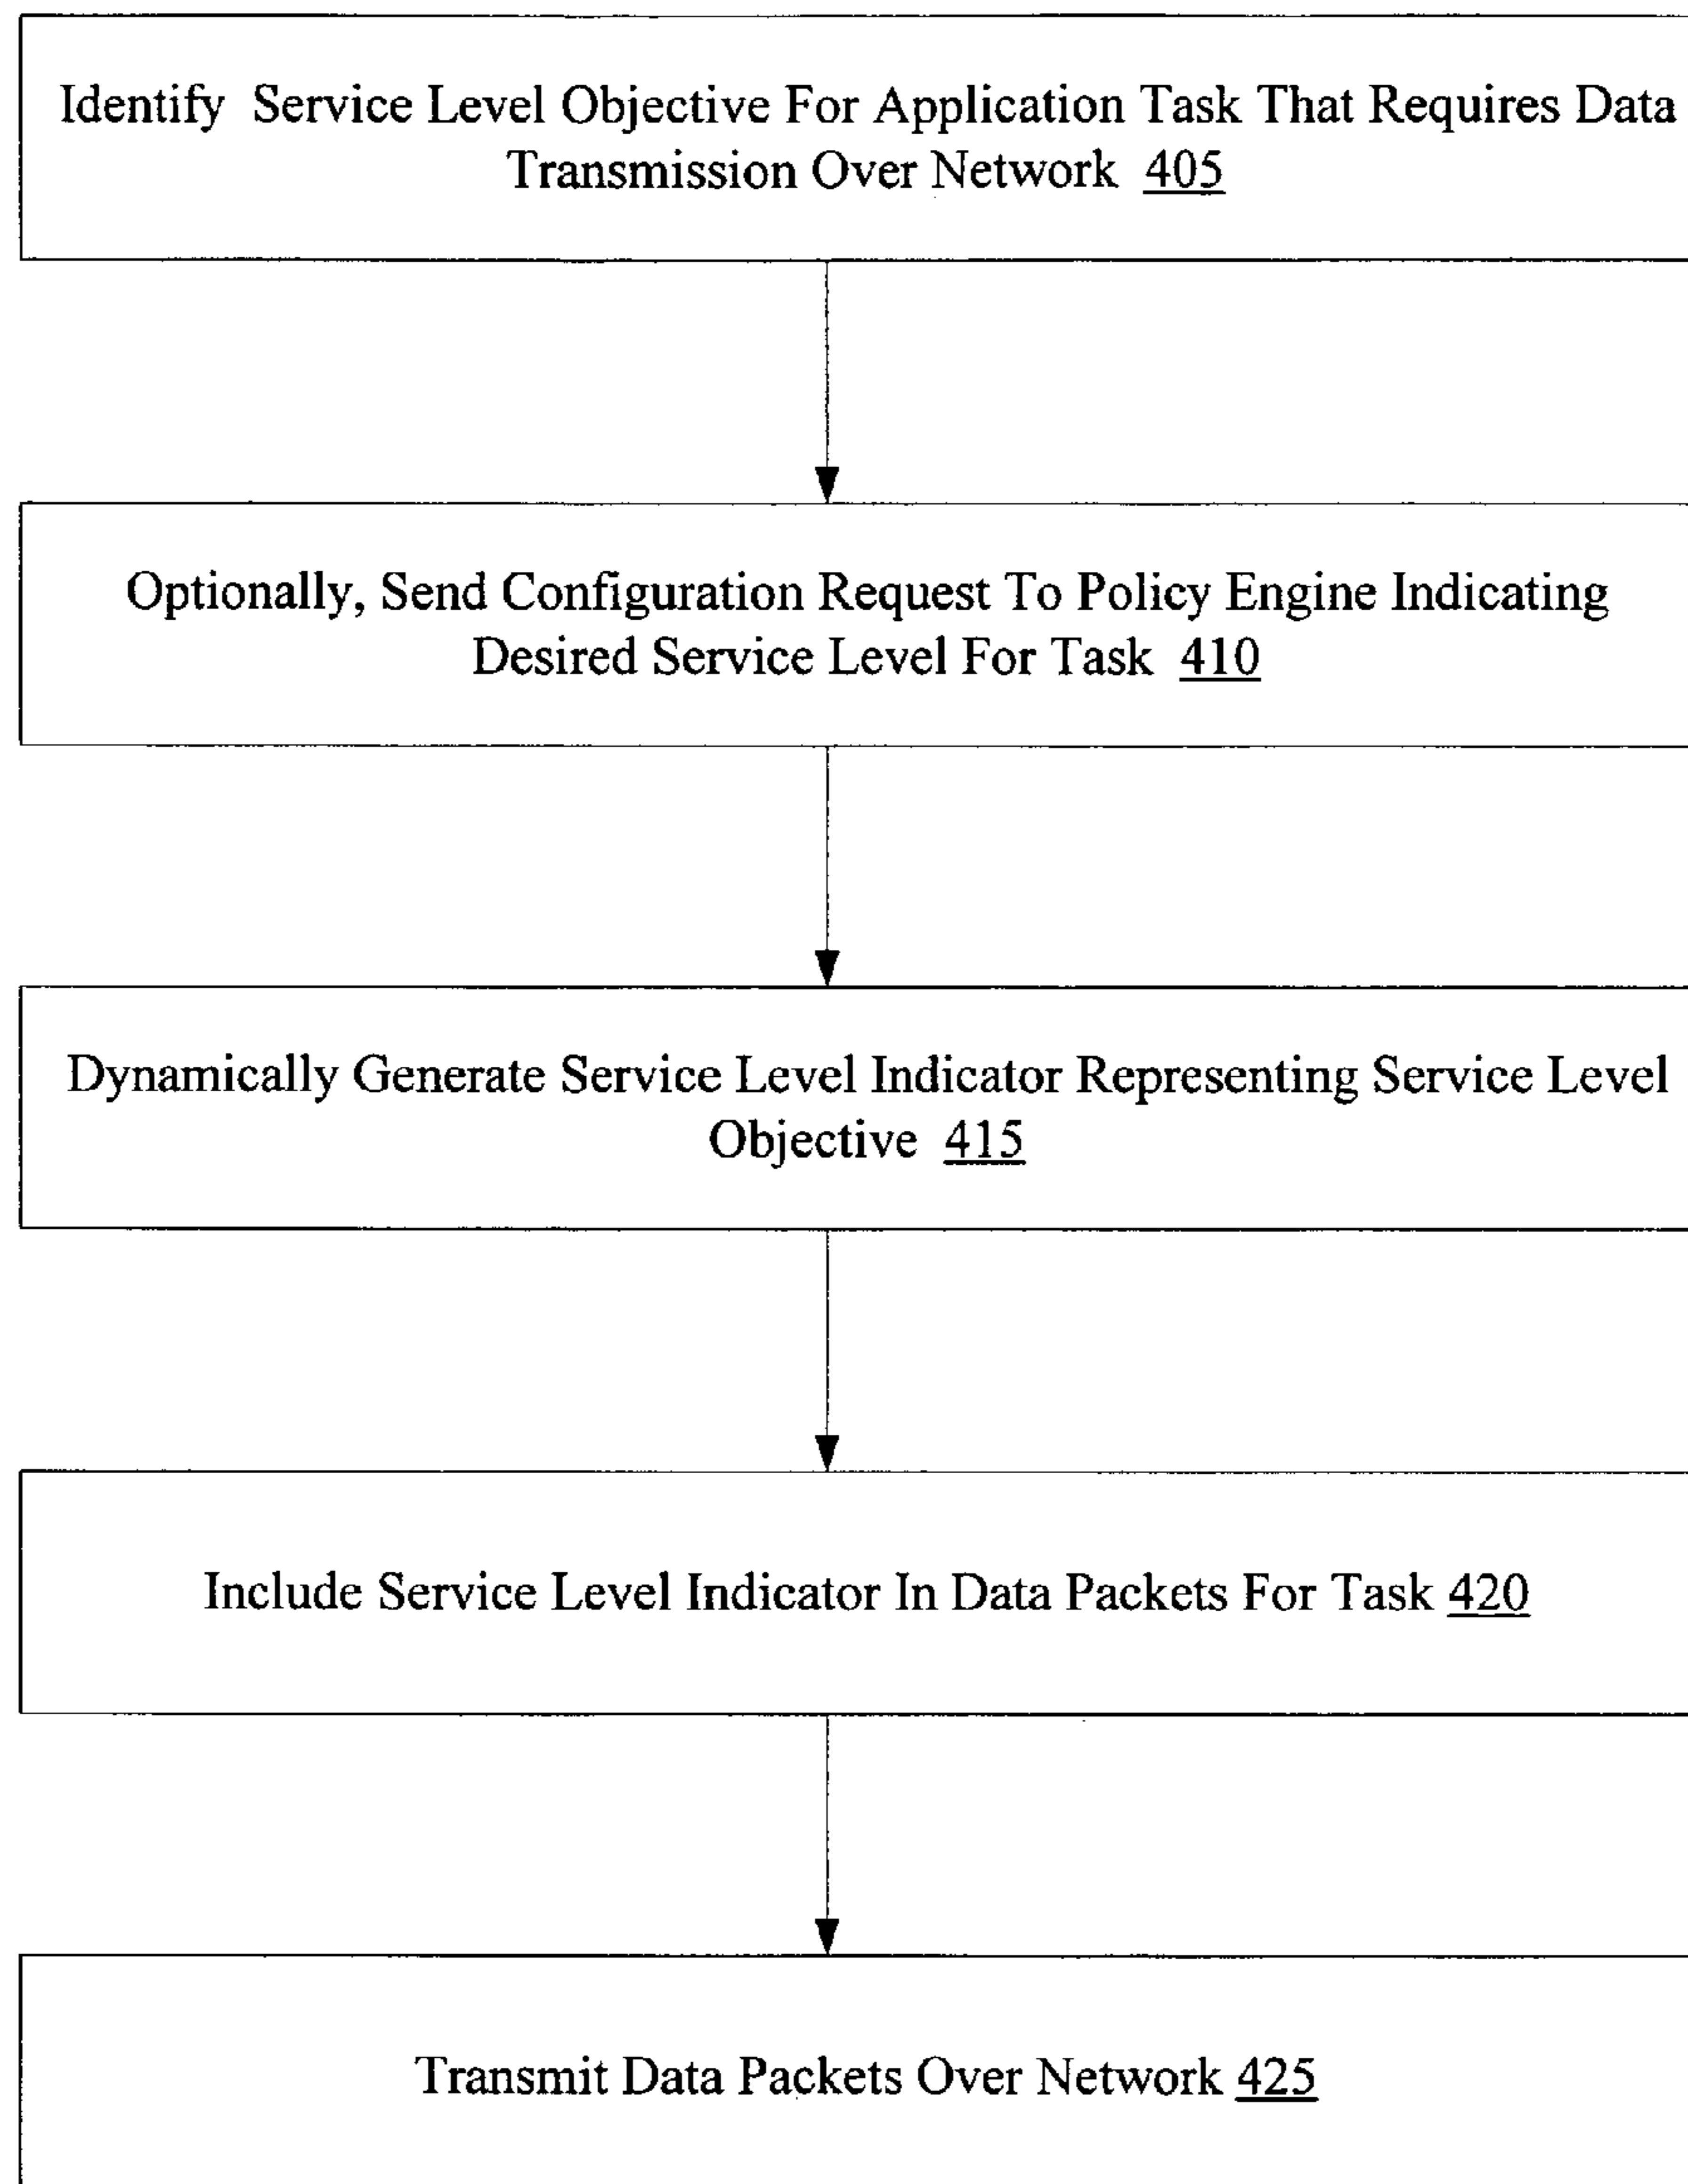 Identify Service Level Objective For Application Task That Requires Data
Transmission Over Network 405
Optionally, Send Configuration Request To Policy Engine Indicating
Desired Service Level For Task 410
Dynamically Generate Service Level Indicator Representing Service Level
Objective 415
Include Service Level Indicator In Data Packets For Task 420
Transmit Data Packets Over Network 425